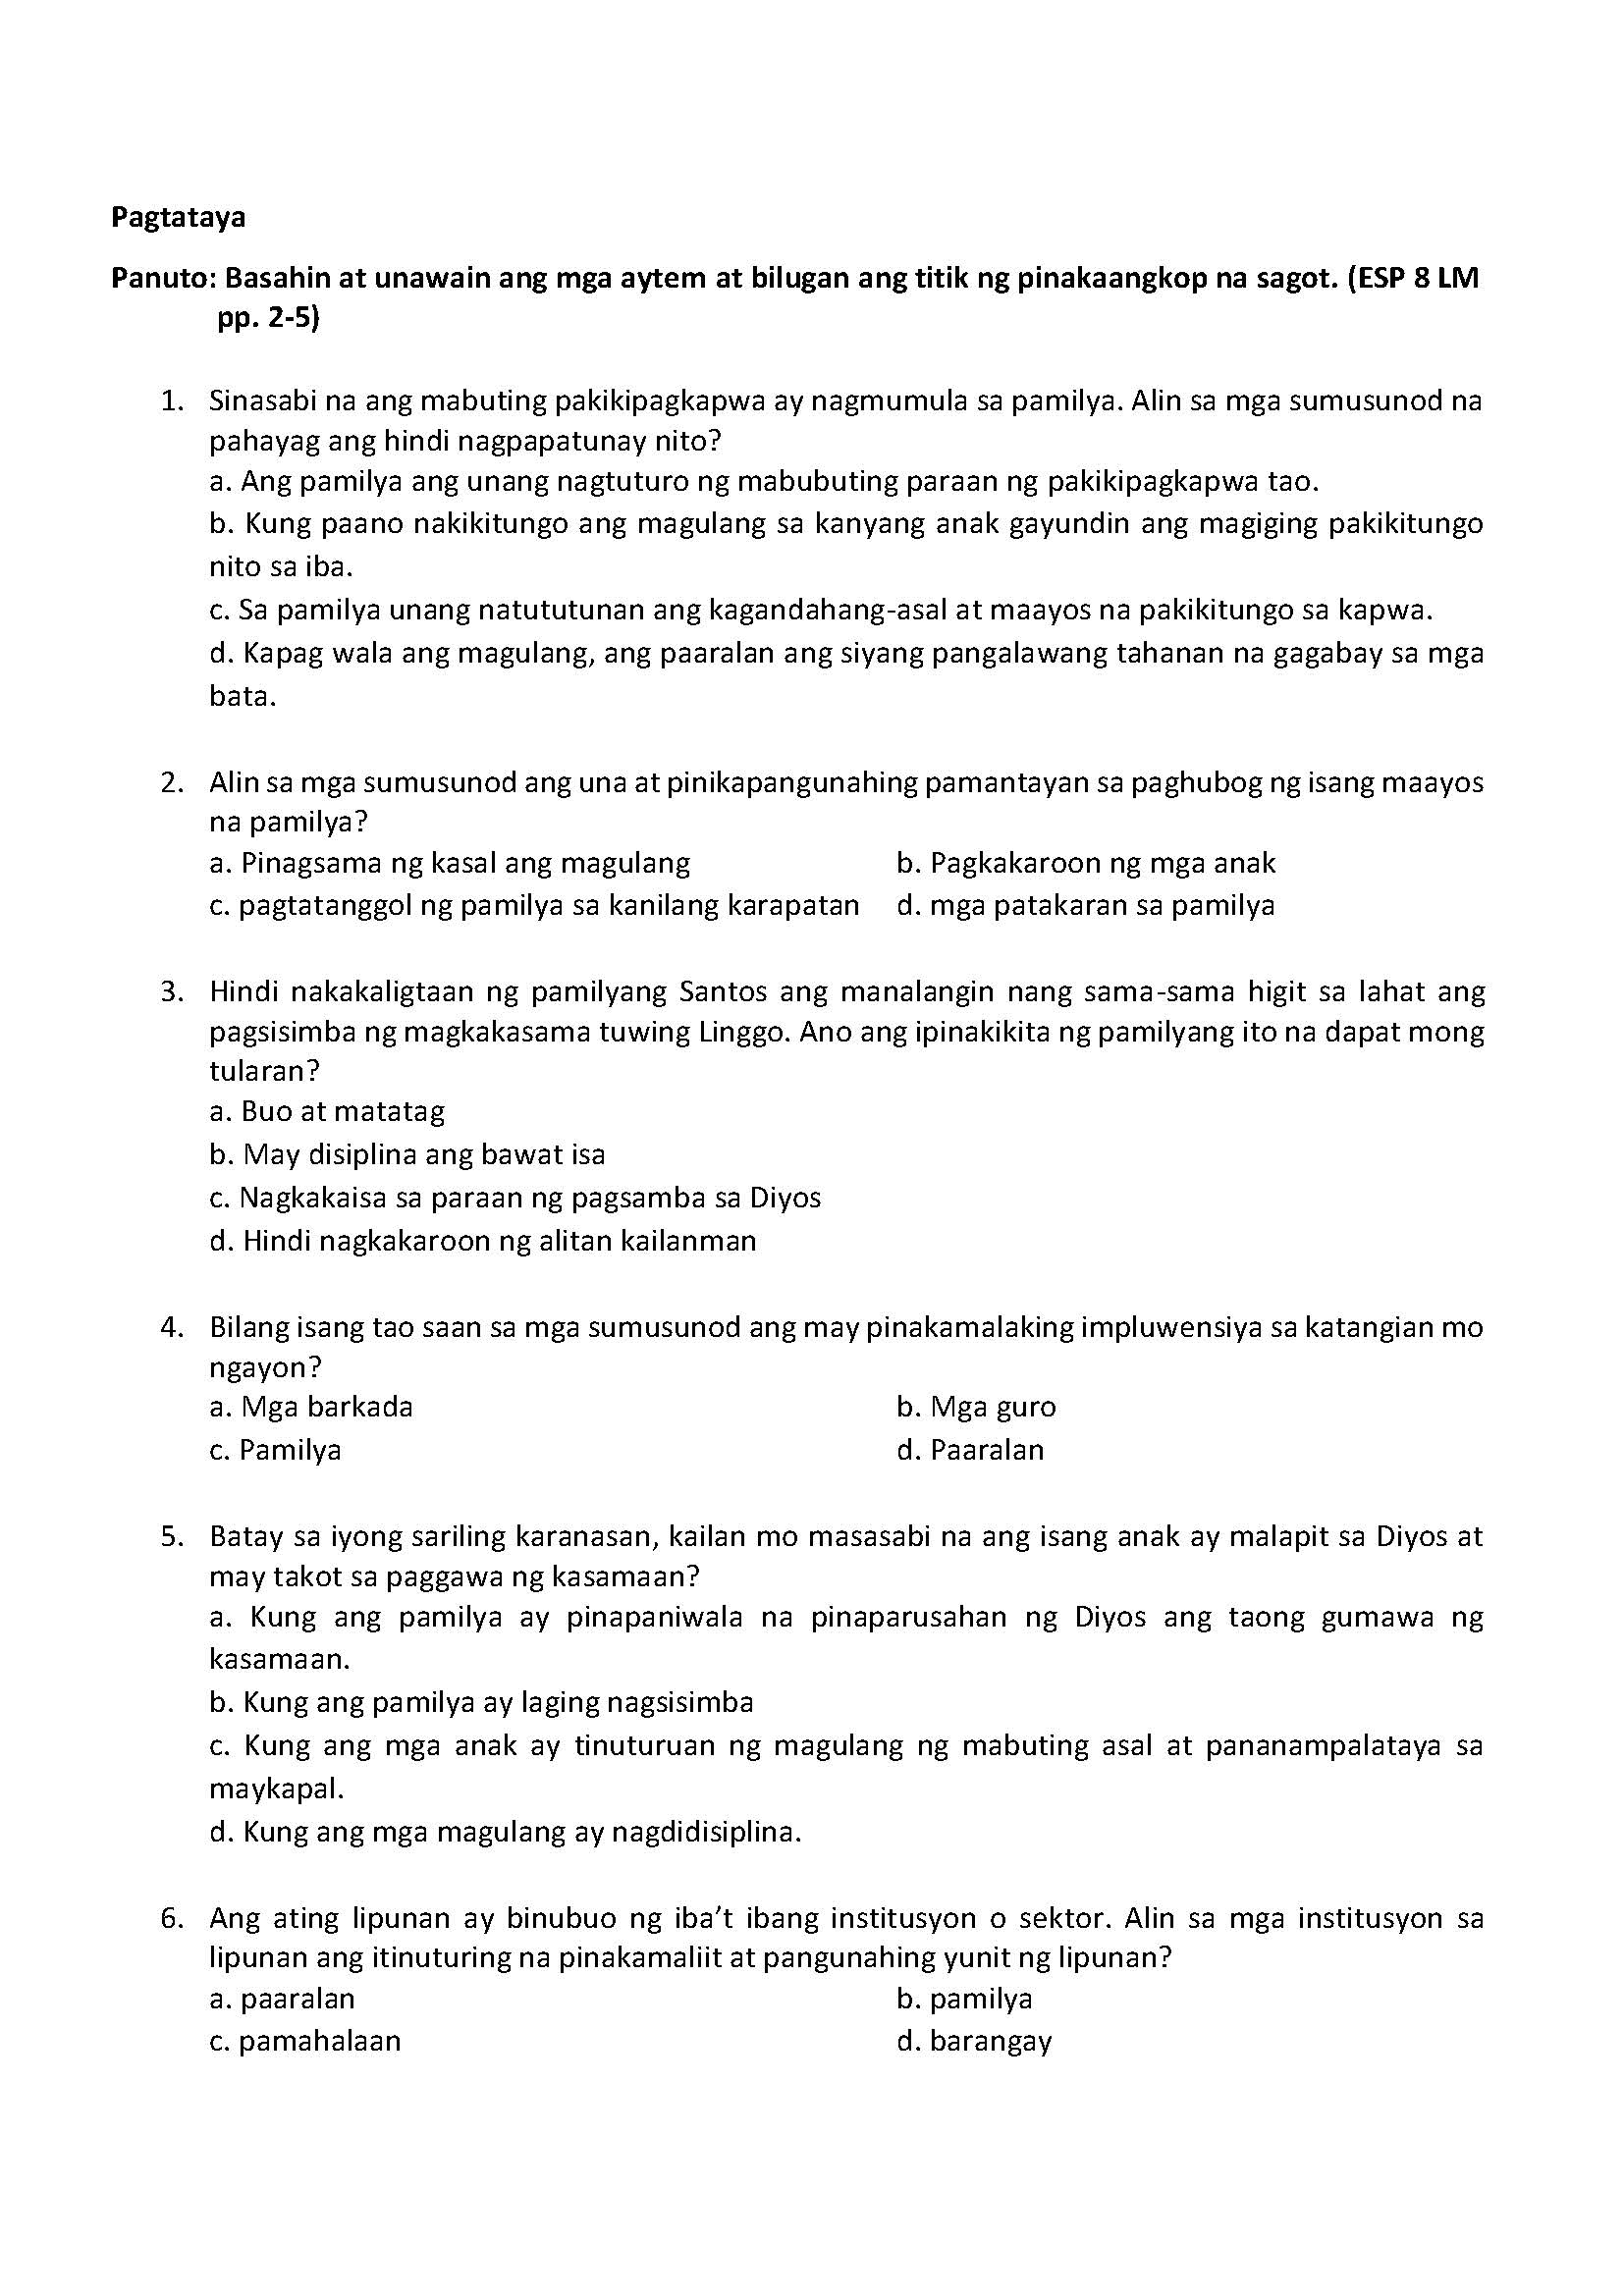 Pagtataya
Panuto: Basahin at unawain ang mga aytem at bilugan ang titik ng pinakaangkop na sagot. (ESP 8 LM
pp. 2-5)
1. Sinasabi na ang mabuting pakikipagkapwa ay nagmumula sa pamilya. Alin sa mga sumusunod na
pahayag ang hindi nagpapatunay nito?
a. Ang pamilya ang unang nagtuturo ng mabubuting paraan ng pakikipagkapwa tao.
b. Kung paano nakikitungo ang magulang sa kanyang anak gayundin ang magiging pakikitungo
nito sa iba.
c. Sa pamilya unang natututunan ang kagandahang-asal at maayos na pakikitungo sa kapwa.
d. Kapag wala ang magulang, ang paaralan ang siyang pangalawang tahanan na gagabay sa mga
bata.
2. Alin sa mga sumusunod ang una at pinikapangunahing pamantayan sa paghubog ng isang maayos
na pamilya?
a. Pinagsama ng kasal ang magulang b. Pagkakaroon ng mga anak
c. pagtatanggol ng pamilya sa kanilang karapatan d. mga patakaran sa pamilya
3. Hindi nakakaligtaan ng pamilyang Santos ang manalangin nang sama-sama higit sa lahat ang
pagsisimba ng magkakasama tuwing Linggo. Ano ang ipinakikita ng pamilyang ito na dapat mong
tularan?
a. Buo at matatag
b. May disiplina ang bawat isa
c. Nagkakaisa sa paraan ng pagsamba sa Diyos
d. Hindi nagkakaroon ng alitan kailanman
4. Bilang isang tao saan sa mga sumusunod ang may pinakamalaking impluwensiya sa katangian mo
ngayon?
a. Mga barkada b. Mga guro
c. Pamilya d. Paaralan
5. Batay sa iyong sariling karanasan, kailan mo masasabi na ang isang anak ay malapit sa Diyos at
may takot sa paggawa ng kasamaan?
a. Kung ang pamilya ay pinapaniwala na pinaparusahan ng Diyos ang taong gumawa ng
kasamaan.
b. Kung ang pamilya ay laging nagsisimba
c. Kung ang mga anak ay tinuturuan ng magulang ng mabuting asal at pananampalataya sa
maykapal.
d. Kung ang mga magulang ay nagdidisiplina.
6. Ang ating lipunan ay binubuo ng iba’t ibang institusyon o sektor. Alin sa mga institusyon sa
lipunan ang itinuturing na pinakamaliit at pangunahing yunit ng lipunan?
a. paaralan b. pamilya
c. pamahalaan d. barangay